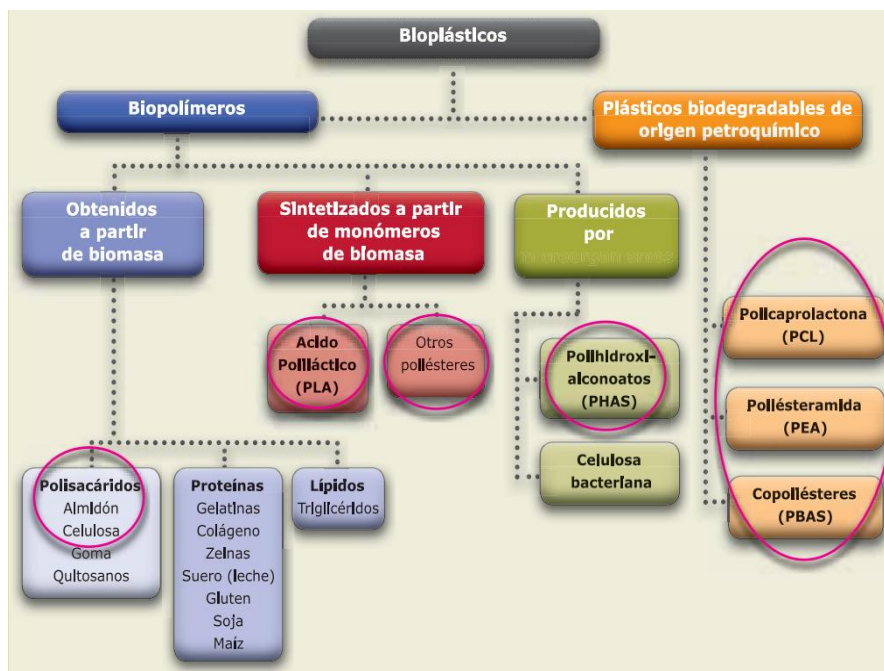 Bioplásticos
Biopolímeros
Plásticos biodegradables de
origen petroquímico
Obtenidos
a partir
de biomasa
Sintetizados a partir
de monómeros
de biomasa
Producidos
por
Acido
Poliláctico
(PLA)
Otros
poliésteres
Polihidroxi-
alconoatos
(PHAS)
Celulosa
bacteriana
Policaprolactona
(PCL)
Poliésteramida
(PEA)
Copoliésteres
(PBAS)
Polisacáridos
Almidón
Celulosa
Goma
Quitosanos
Proteínas
Gelatinas
Colágeno
Zeínas
Suero (leche)
Gluten
Soja
Maíz
Lípidos
Triglicéridos